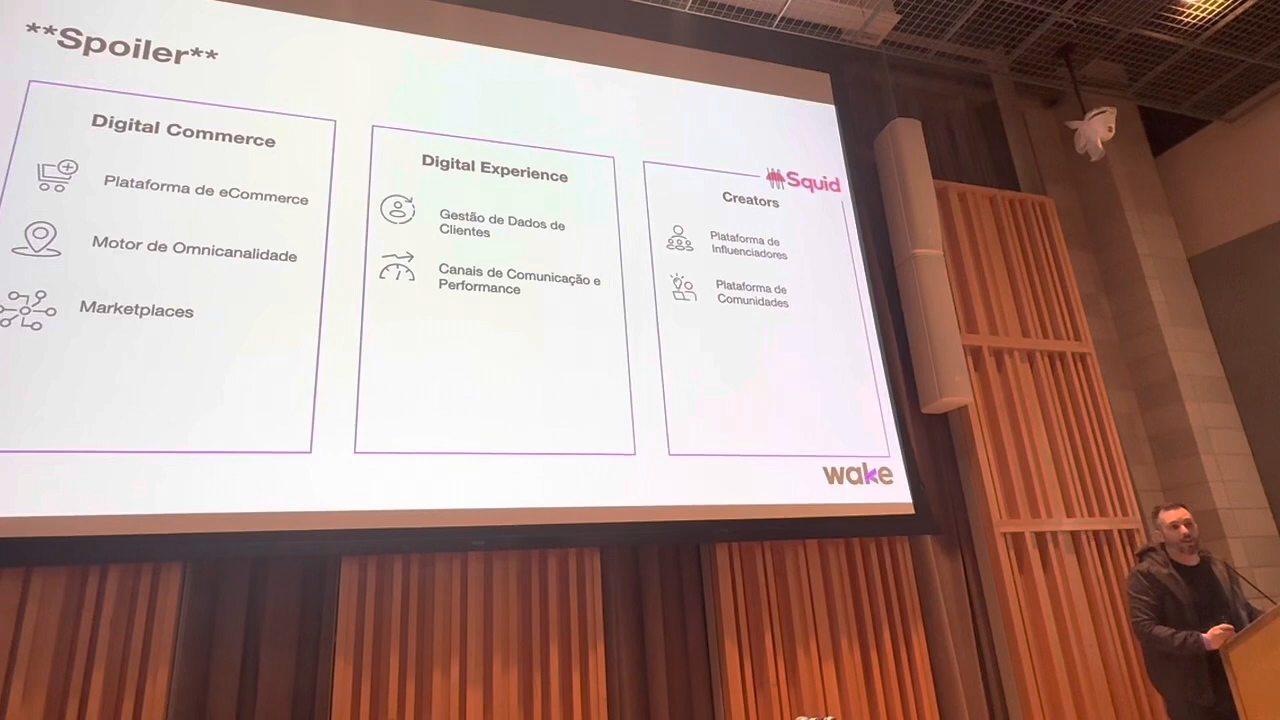 **Spoiler**
Digital Commerce
Plataforma de eCommerce
Motor de Omnicanalidade
Marketplaces
Digital Experience
Gestão de Dados de
Clientes
Canais de Comunicação e
Performance
Squid
Creators
Plataforma de
Influenciadores
Plataforma de
Comunidades
wake